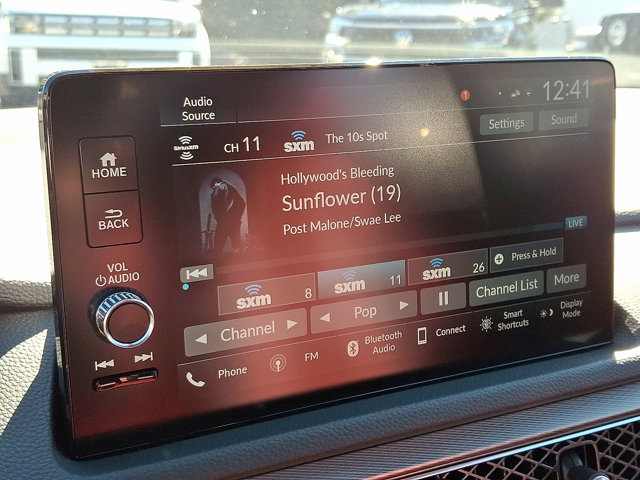 Audio
Source
12:41
1
SiriusXM
CH 11
sxm
The 10s Spot
Settings
Sound
HOME
BACK
Hollywood's Bleeding
Sunflower (19)
Post Malone/Swae Lee
LIVE
VOL
AUDIO
sxm 8
sxm 11
sxm 26
Press & Hold
Channel
Pop
Channel List
More
Phone
FM
Bluetooth
Audio
Connect
Smart
Shortcuts
Display
Mode